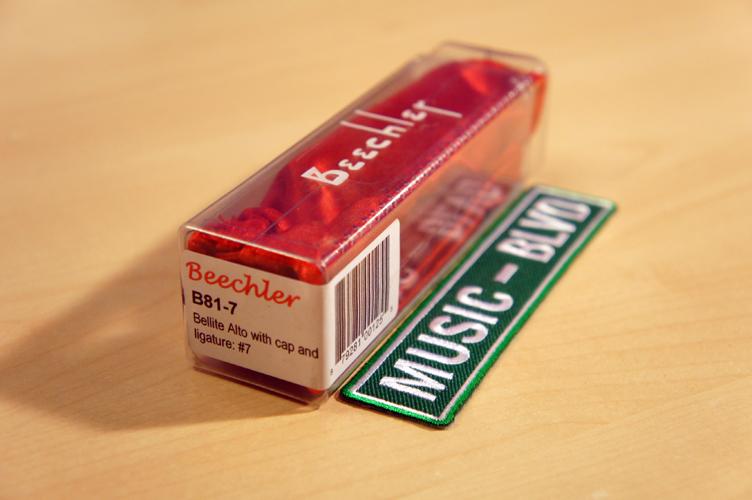 Beechler
Beechler
B81-7
Bellite Alto with cap and
ligature: #7
MUSIC - BLVD